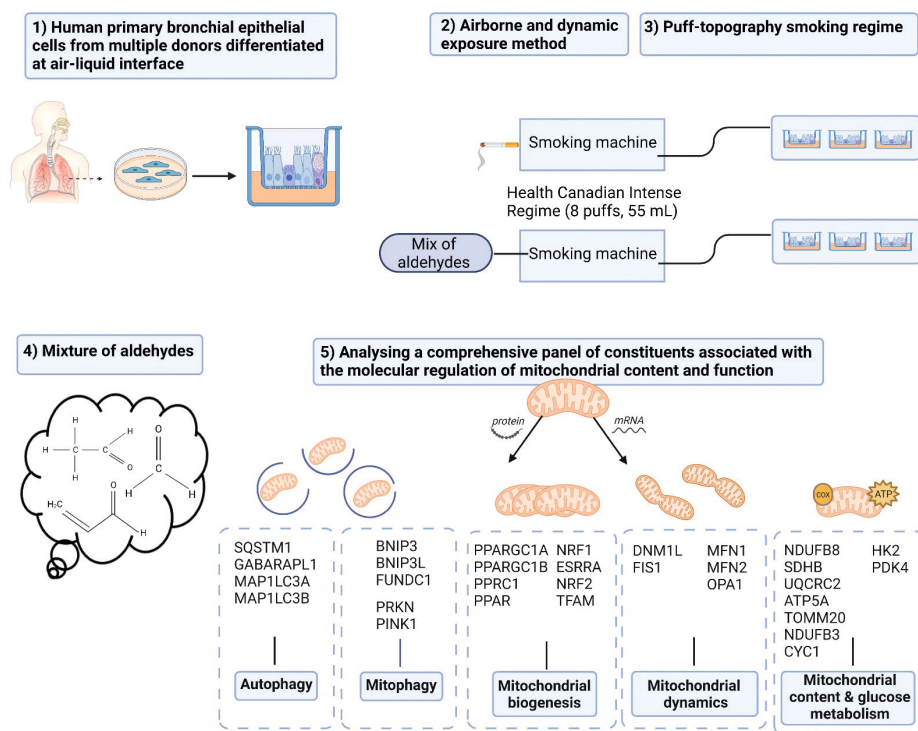 1) Human primary bronchial epithelial
cells from multiple donors differentiated
at air-liquid interface
2) Airborne and dynamic
exposure method
3) Puff-topography smoking regime
Smoking machine
Health Canadian Intense
Regime (8 puffs, 55 mL)
Mix of
aldehydes
Smoking machine
4) Mixture of aldehydes
H
H
C
C
H
O
H
O
C
H
H
H₃C
O
H
5) Analysing a comprehensive panel of constituents associated with
the molecular regulation of mitochondrial content and function
protein
mRNA
cox
ATP
SQSTM1
GABARAPL1
MAP1LC3A
MAP1LC3B
Autophagy
BNIP3
BNIP3L
FUNDC1
PRKN
PINK1
Mitophagy
PPARGC1A
PPARGC1B
PPRC1
PPAR
NRF1
ESRRA
NRF2
TFAM
Mitochondrial
biogenesis
DNM1L
FIS1
MFN1
MFN2
OPA1
Mitochondrial
dynamics
NDUFB8
SDHB
UQCRC2
ATP5A
TOMM20
NDUFB3
CYC1
HK2
PDK4
Mitochondrial
content & glucose
metabolism